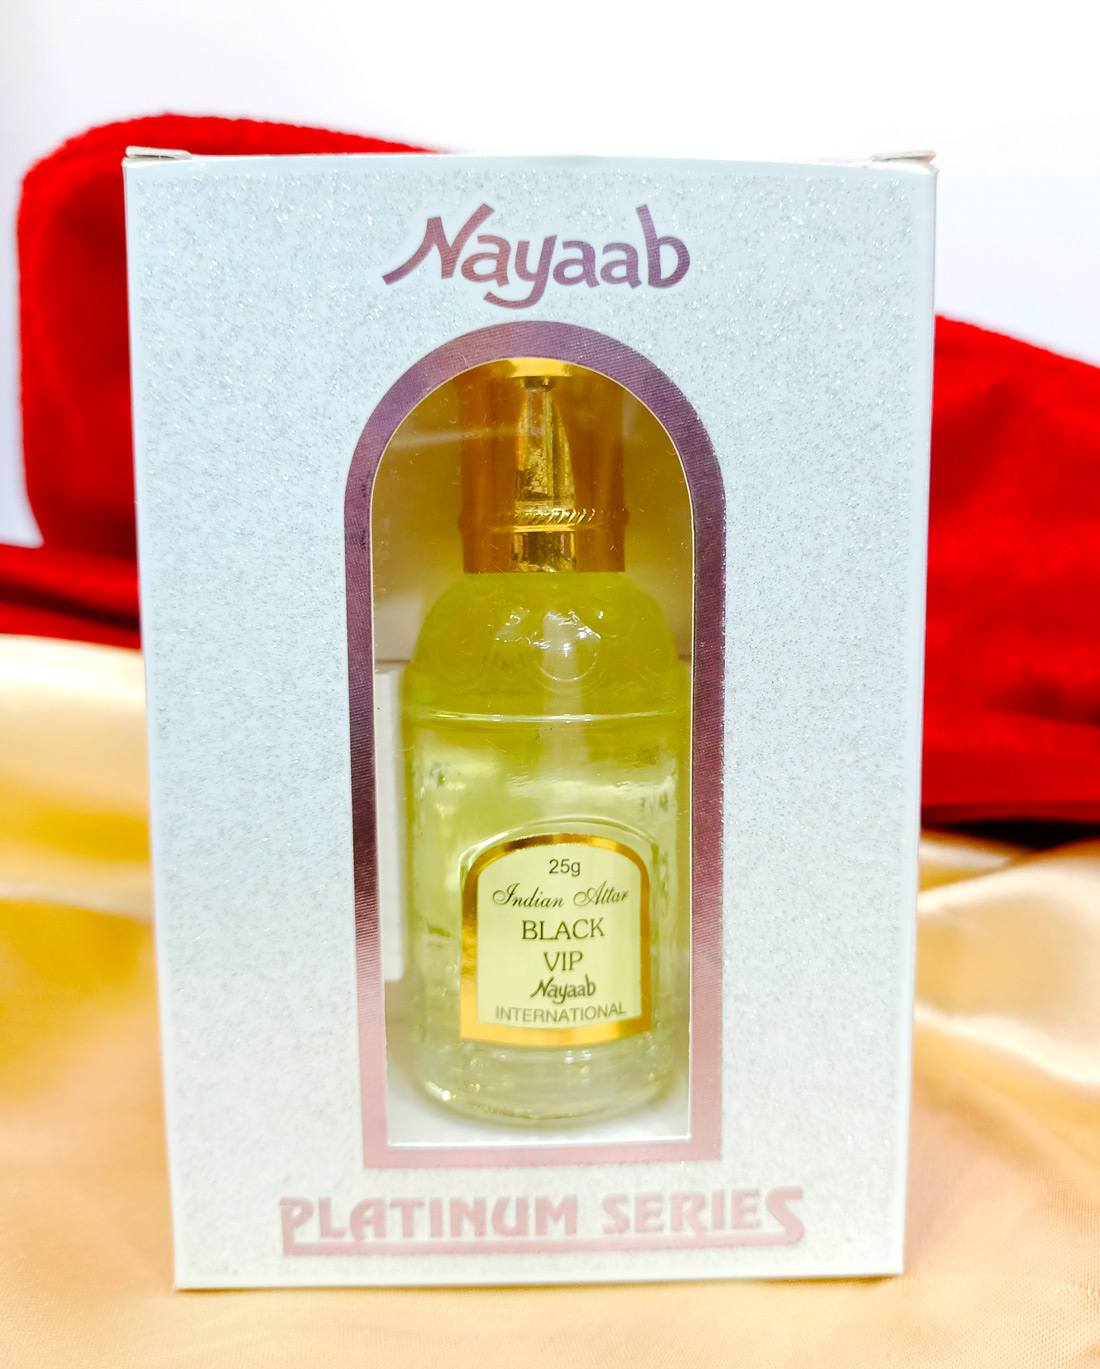 Nayaab
25g
Indian Attar
BLACK
VIP
Nayaab
INTERNATIONAL
PLATINUM SERIES